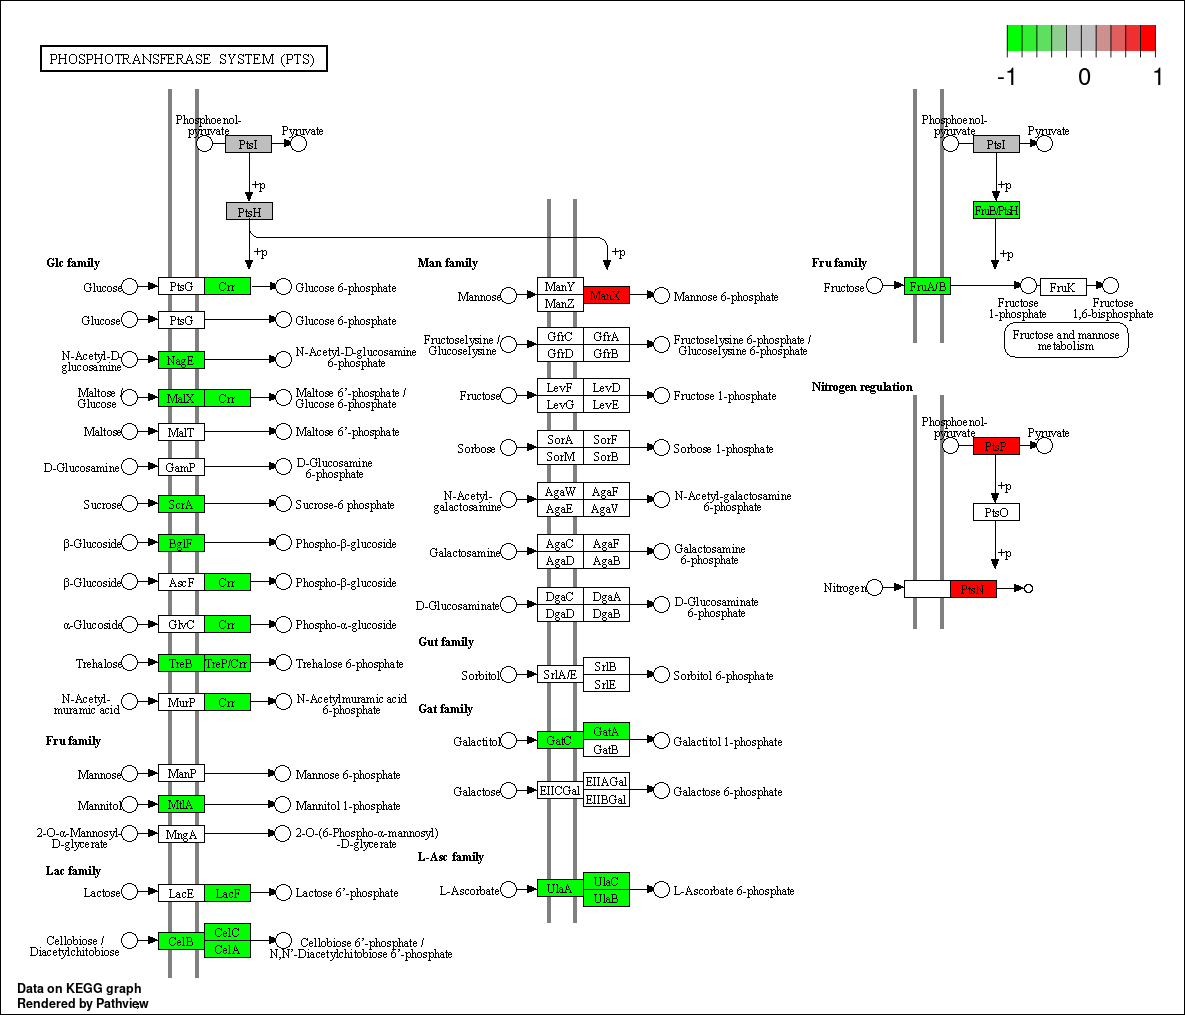 PHOSPHOTRANSFERASE SYSTEM (PTS)
-1 0 1
Phosphoenol-
pyruvate
Pyruvate
PtsI
+p
PtsH
+p
+p
Glc family
Glucose PtsG Crr Glucose 6-phosphate
Glucose PtsG Glucose 6-phosphate
N-Acetyl-D-
glucosamine
NagE
N-Acetyl-D-glucosamine
6-phosphate
Maltose /
Glucose
MalX Crr
Maltose 6'-phosphate /
Glucose 6-phosphate
Maltose MalT Maltose 6'-phosphate
D-Glucosamine GamP
D-Glucosamine
6-phosphate
Sucrose ScrA Sucrose-6 phosphate
β-Glucoside BglF Phospho-β-glucoside
β-Glucoside AscF Crr Phospho-β-glucoside
α-Glucoside GlvC Crr Phospho-α-glucoside
Trehalose TreB TreP/Crr Trehalose 6-phosphate
N-Acetyl-
muramic acid
MurP Crr
N-Acetylmuramic acid
6-phosphate
Fru family
Mannose ManP Mannose 6-phosphate
Mannitol MtlA Mannitol 1-phosphate
2-O-α-Mannosyl-
D-glycerate
MngA
2-O-(6-Phospho-α-mannosyl)
-D-glycerate
Lac family
Lactose LacE LacF Lactose 6'-phosphate
Cellobiose /
Diacetylchitobiose
CelB
CelC
CelA
Cellobiose 6'-phosphate /
N,N'-Diacetylchitobiose 6'-phosphate
Man family
Mannose
ManY ManX
ManZ
Mannose 6-phosphate
Fructoselysine /
Glucoselysine
GfrC GfrA
GfrD GfrB
Fructoselysine 6-phosphate /
Glucoselysine 6-phosphate
Fructose
LevF LevD
LevG LevE
Fructose 1-phosphate
Sorbose
SorA SorF
SorM SorB
Sorbose 1-phosphate
N-Acetyl-
galactosamine
AgaW AgaF
AgaE AgaV
N-Acetyl-galactosamine
6-phosphate
Galactosamine
AgaC AgaF
AgaD AgaB
Galactosamine
6-phosphate
D-Glucosaminate
DgaC DgaA
DgaD DgaB
D-Glucosaminate
6-phosphate
Gut family
Sorbitol
SrlA/E
SrlB
SrlE
Sorbitol 6-phosphate
Gat family
Galactitol
GatC
GatA
GatB
Galactitol 1-phosphate
Galactose
EIICGal
EIIAGal
EIIBGal
Galactose 6-phosphate
L-Asc family
L-Ascorbate
UlaA
UlaC
UlaB
L-Ascorbate 6-phosphate
Phosphoenol-
pyruvate
Pyruvate
PtsI
+p
FruB/PtsH
+p
Fru family
Fructose FruA/B FruK
Fructose
1-phosphate
Fructose
1,6-bisphosphate
Fructose and mannose
metabolism
Nitrogen regulation
Phosphoenol-
pyruvate
Pyruvate
PtsP
+p
PtsO
+p
Nitrogen PtsN
Data on KEGG graph
Rendered by Pathview